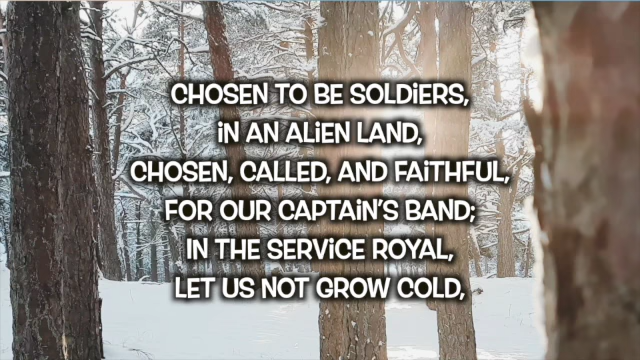 CHOSEN TO BE SOLDIERS,
IN AN ALIEN LAND,
CHOSEN, CALLED, AND FAITHFUL,
FOR OUR CAPTAIN'S BAND;
IN THE SERVICE ROYAL,
LET US NOT GROW COLD,